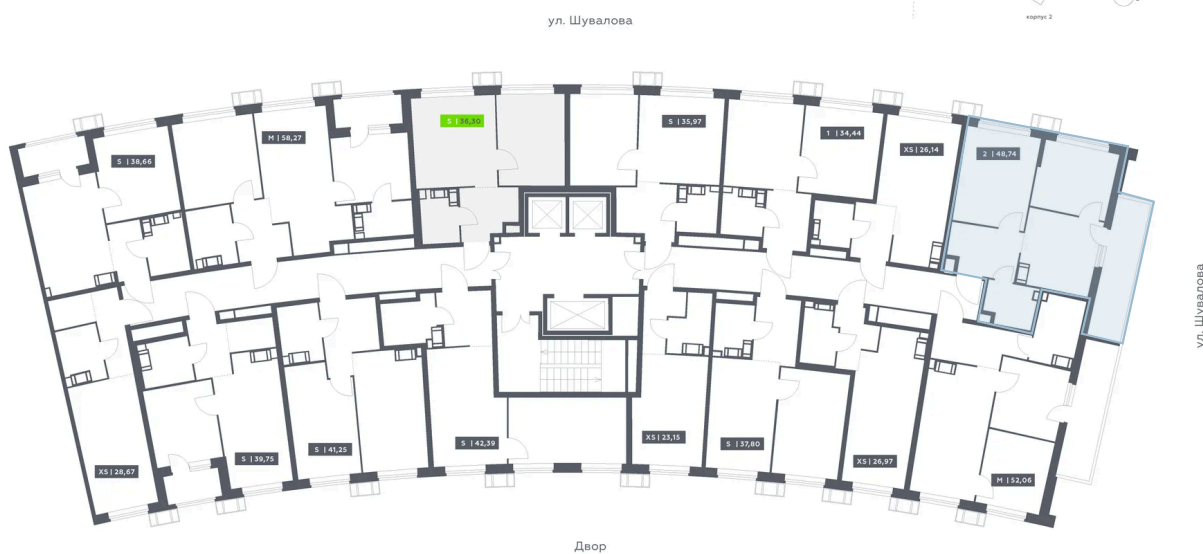 корпус 2
ул. Шувалова
S | 36,30
S | 35,97
M | 58,27
1 | 34,44
XS | 26,14
2 | 48,74
S | 38,66
ул. Шувалова
XS | 28,67
S | 39,75
S | 41,25
S | 42,39
XS | 23,15
S | 37,80
XS | 26,97
M | 52,06
Двор